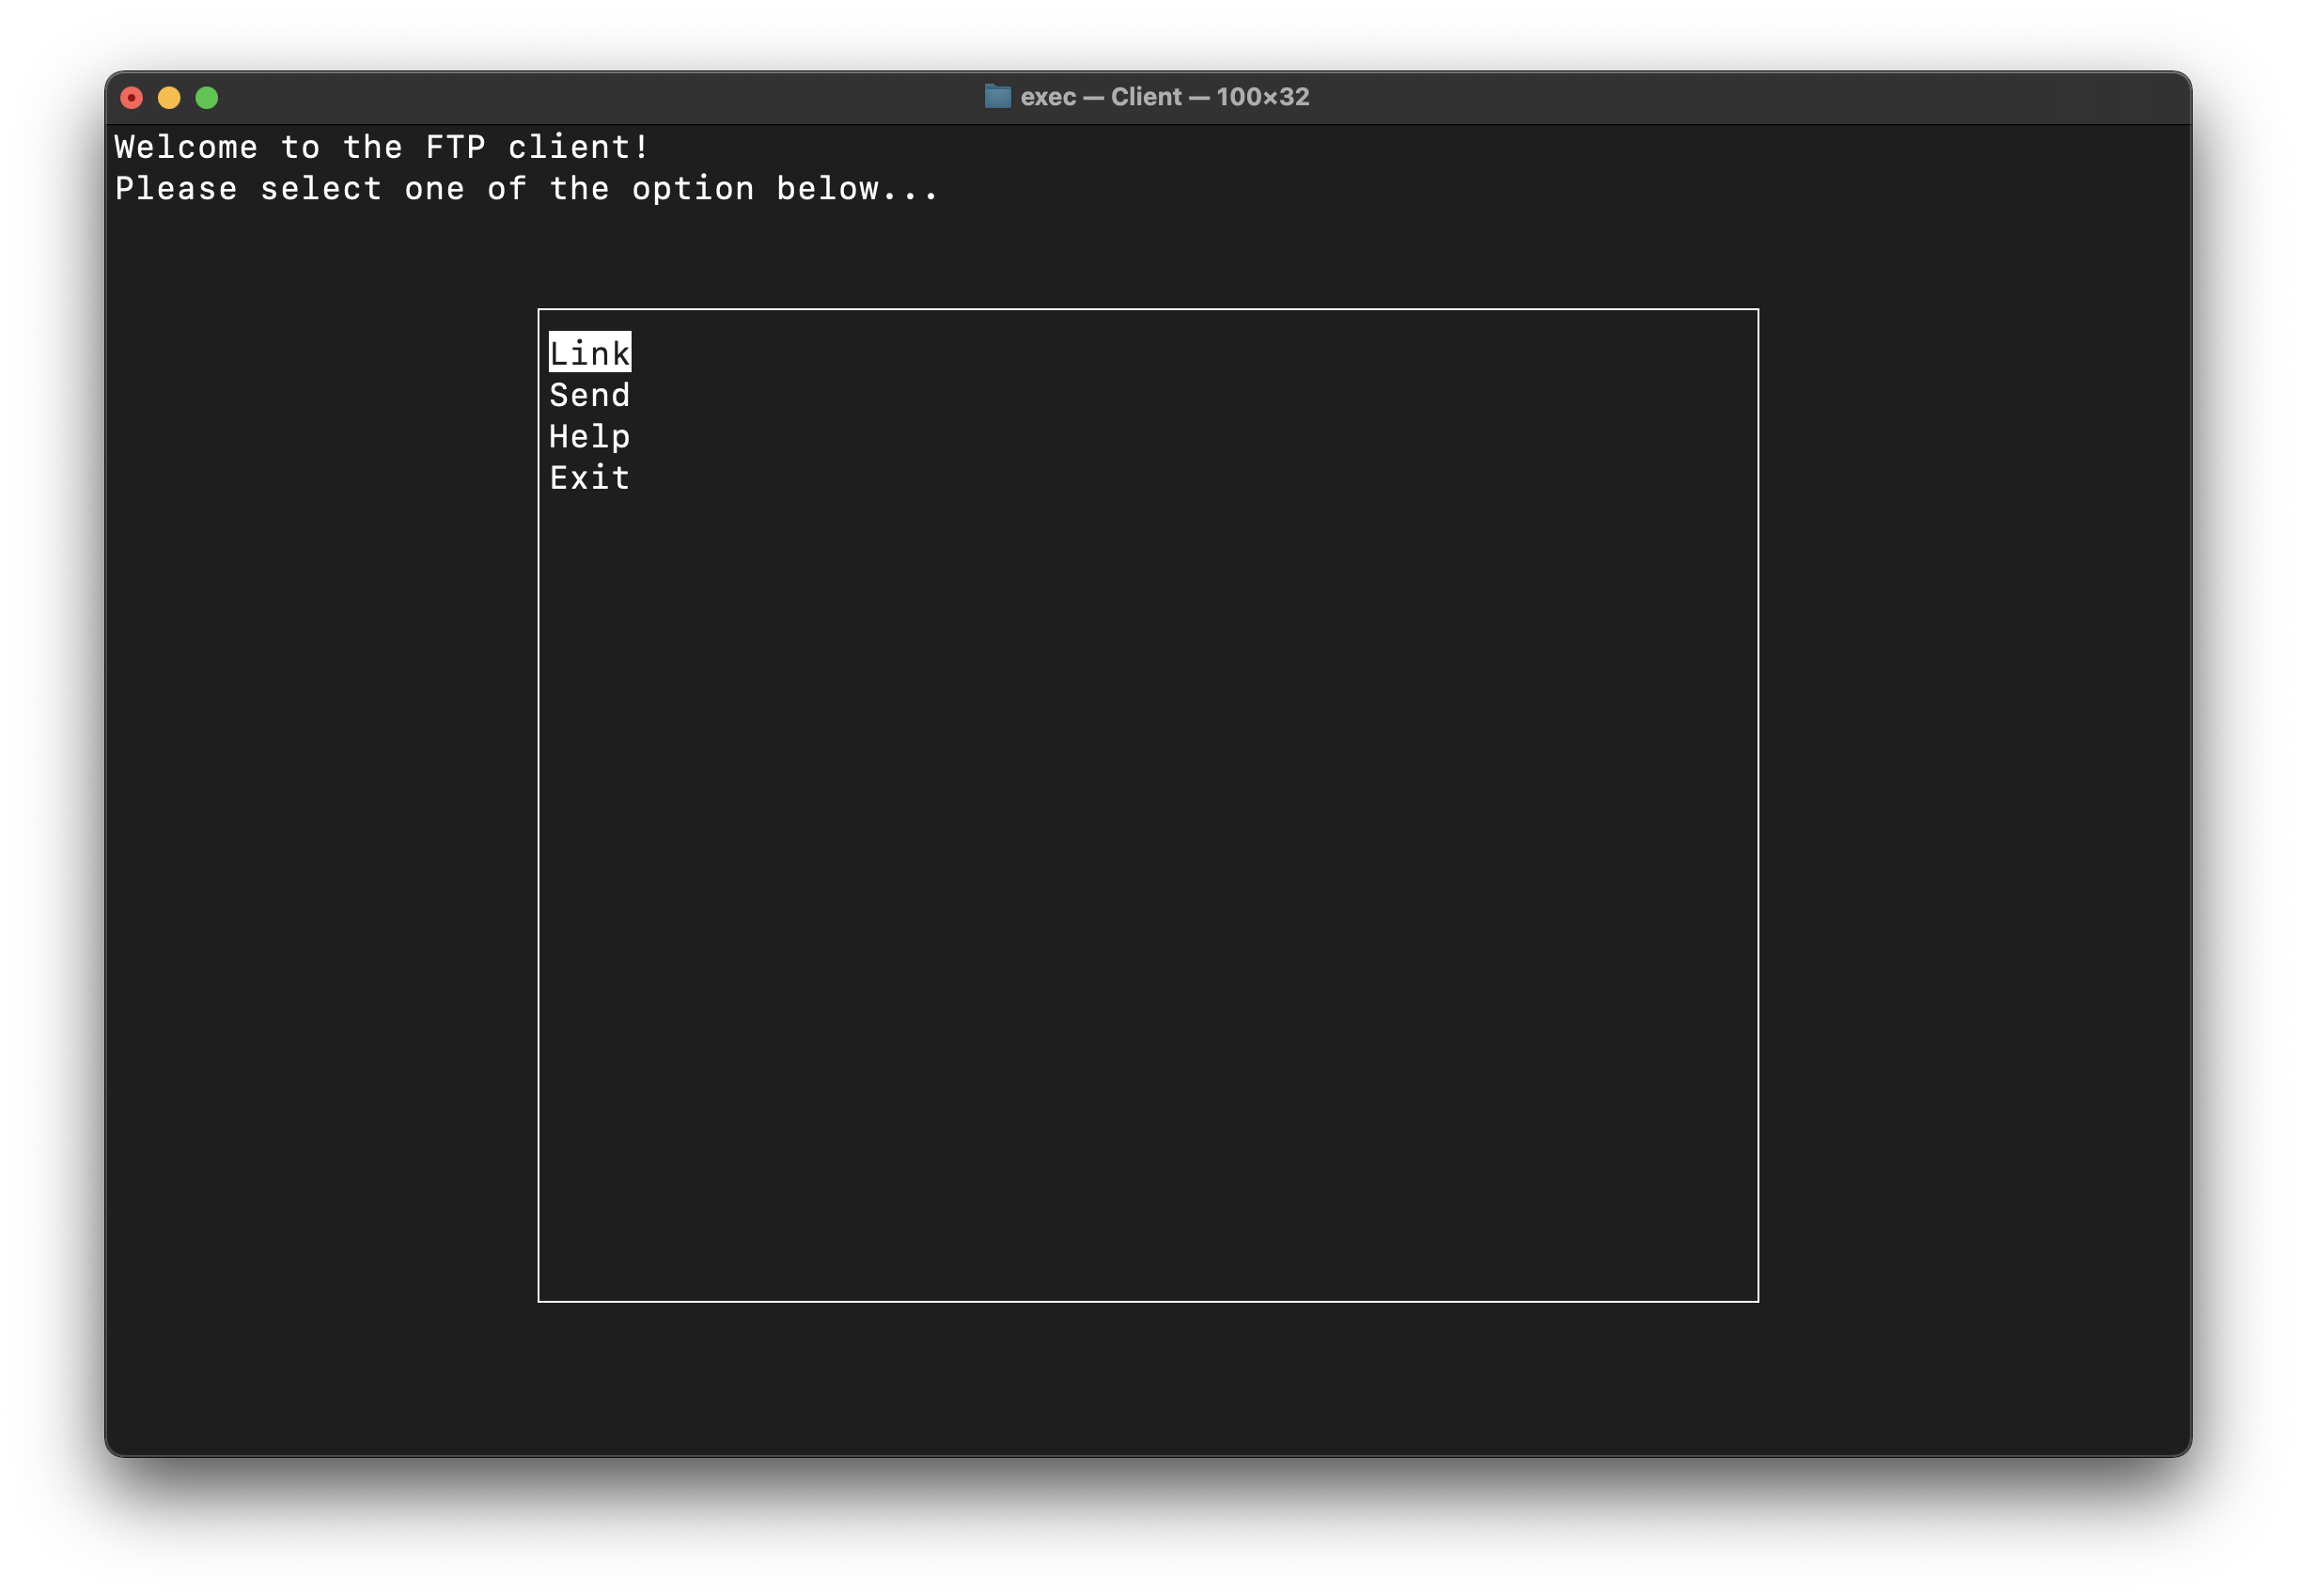 exec — Client — 100×32
Welcome to the FTP client!
Please select one of the option below...
Link
Send
Help
Exit